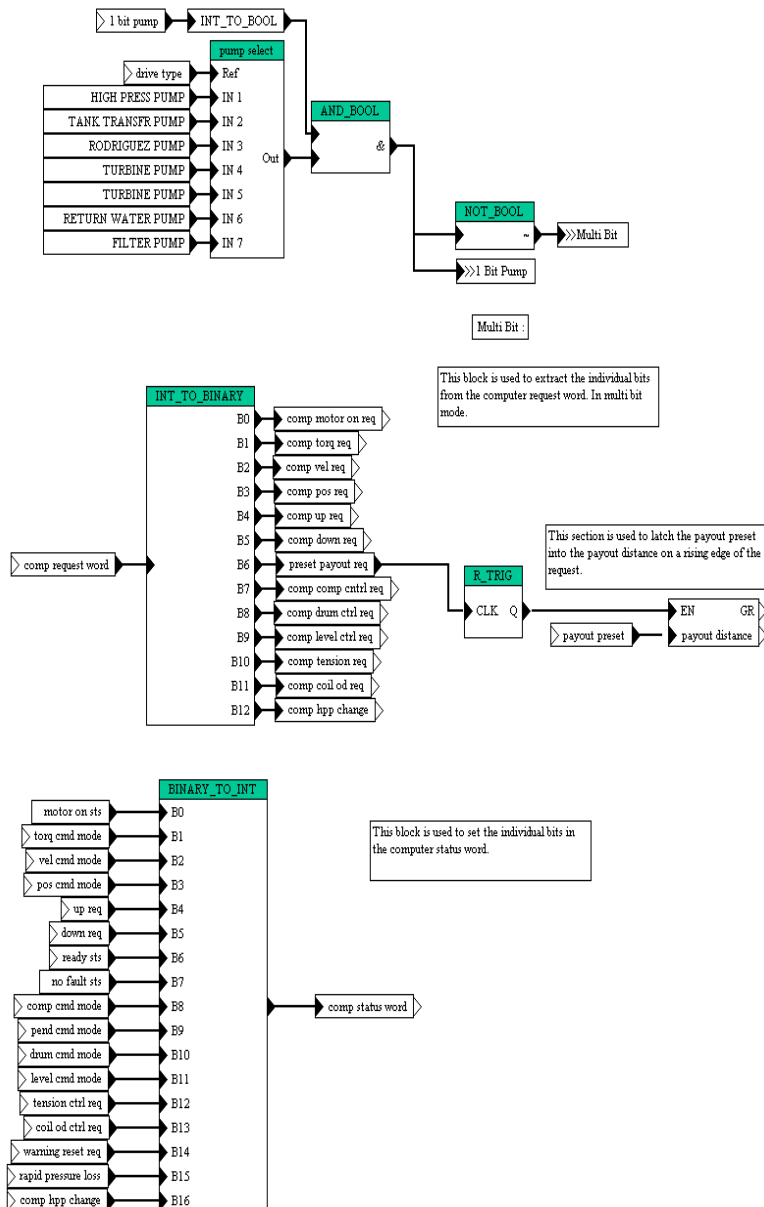 1 bit pump INT_TO_BOOL
pump select
drive type Ref
HIGH PRESS PUMP IN 1
TANK TRANSFR PUMP IN 2
RODRIGUEZ PUMP IN 3
TURBINE PUMP IN 4
TURBINE PUMP IN 5
RETURN WATER PUMP IN 6
FILTER PUMP IN 7
Out
AND_BOOL
&
NOT_BOOL
~ >>Multi Bit
>>1 Bit Pump
Multi Bit :
This block is used to extract the individual bits
from the computer request word. In multi bit
mode.
INT_TO_BINARY
comp request word
B0 comp motor on req
B1 comp torq req
B2 comp vel req
B3 comp pos req
B4 comp up req
B5 comp down req
B6 preset payout req
B7 comp comp cntrl req
B8 comp drum ctrl req
B9 comp level ctrl req
B10 comp tension req
B11 comp coil od req
B12 comp hpp change
This section is used to latch the payout preset
into the payout distance on a rising edge of the
request.
R_TRIG
CLK Q
EN GR
payout preset payout distance
BINARY_TO_INT
motor on sts B0
torq cmd mode B1
vel cmd mode B2
pos cmd mode B3
up req B4
down req B5
ready sts B6
no fault sts B7
comp cmd mode B8
pend cmd mode B9
drum cmd mode B10
level cmd mode B11
tension ctrl req B12
coil od ctrl req B13
warning reset req B14
rapid pressure loss B15
comp hpp change B16
comp status word
This block is used to set the individual bits in
the computer status word.